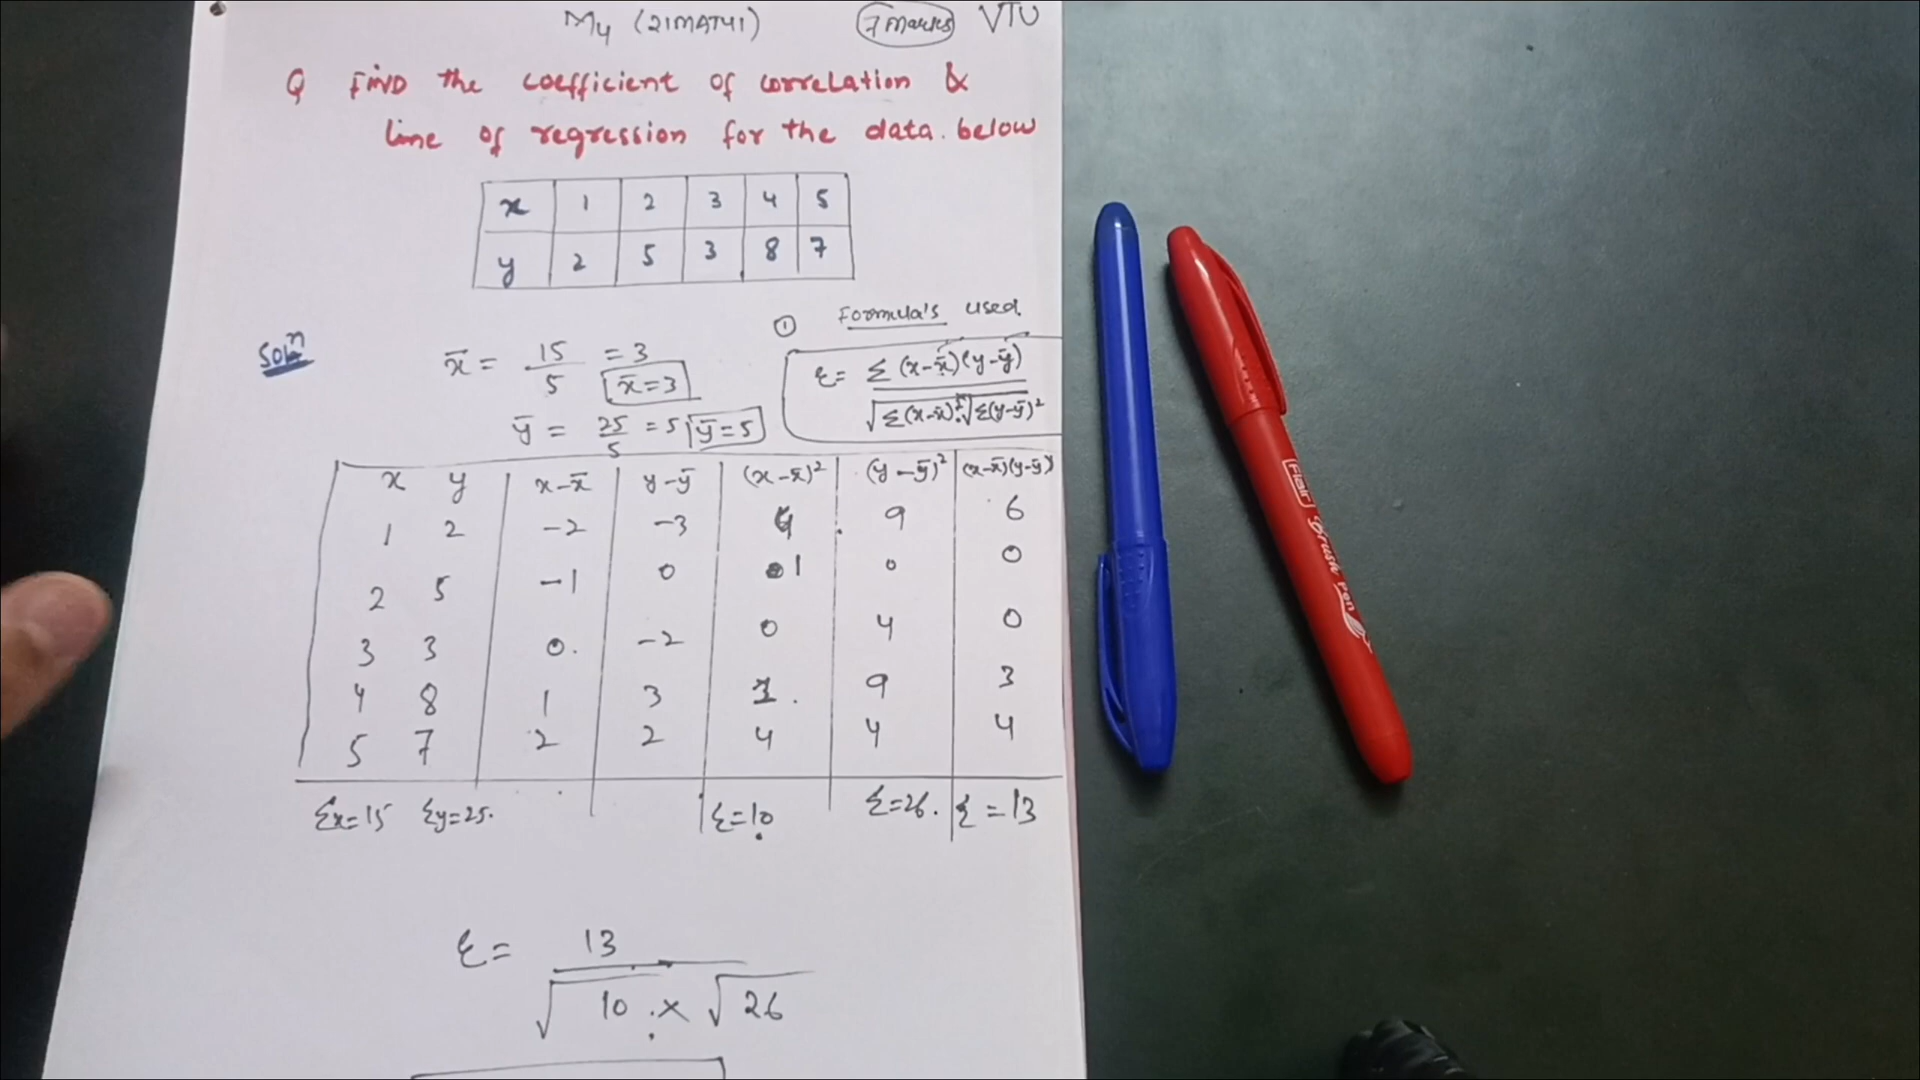 M4 (21MAT41) 7 Marks VTU
Q FIND the coefficient of correlation &
line of regression for the data. below
x 1 2 3 4 5
y 2 5 3 8 7
Soln
x̄ = 15/5 = 3
x̄=3
ȳ = 25/5 = 5 ȳ=5
① Formula's used
r = Σ(x-x̄)(y-ȳ) / √Σ(x-x̄)² √Σ(y-ȳ)²
x y x-x̄ y-ȳ (x-x̄)² (y-ȳ)² (x-x̄)(y-ȳ)
1 2 -2 -3 4 9 6
2 5 -1 0 1 0 0
3 3 0. -2 0 4 0
4 8 1 3 1. 9 3
5 7 2 2 4 4 4
Σx=15 Σy=25. Σ=10 Σ=26. Σ=13
r = 13 / √10 × √26
Flair Brush Pen